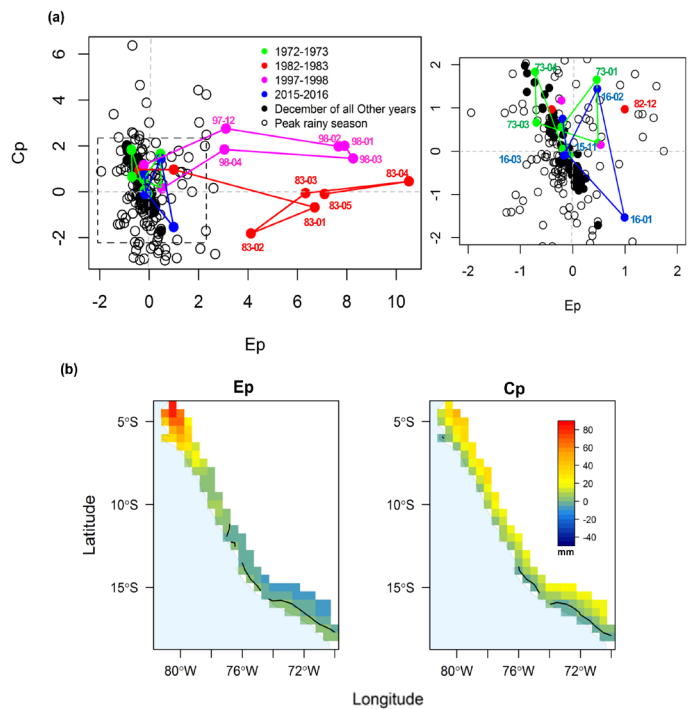 (a)
1972-1973
1982-1983
1997-1998
2015-2016
December of all Other years
Peak rainy season
97-12
98-02
98-01
98-03
98-04
83-04
83-03
83-05
83-01
83-02
Cp
6
4
2
0
-2
-2 0 2 4 6 8 10
Ep
73-04
73-01
16-02
82-12
73-03
15-11
16-03
16-01
2
1
0
-1
-2
-2 -1 0 1 2
Ep
(b)
Ep
Cp
5°S
10°S
15°S
80°W 76°W 72°W
5°S
10°S
15°S
80°W 76°W 72°W
80
60
40
20
0
-20
-40
mm
Latitude
Longitude